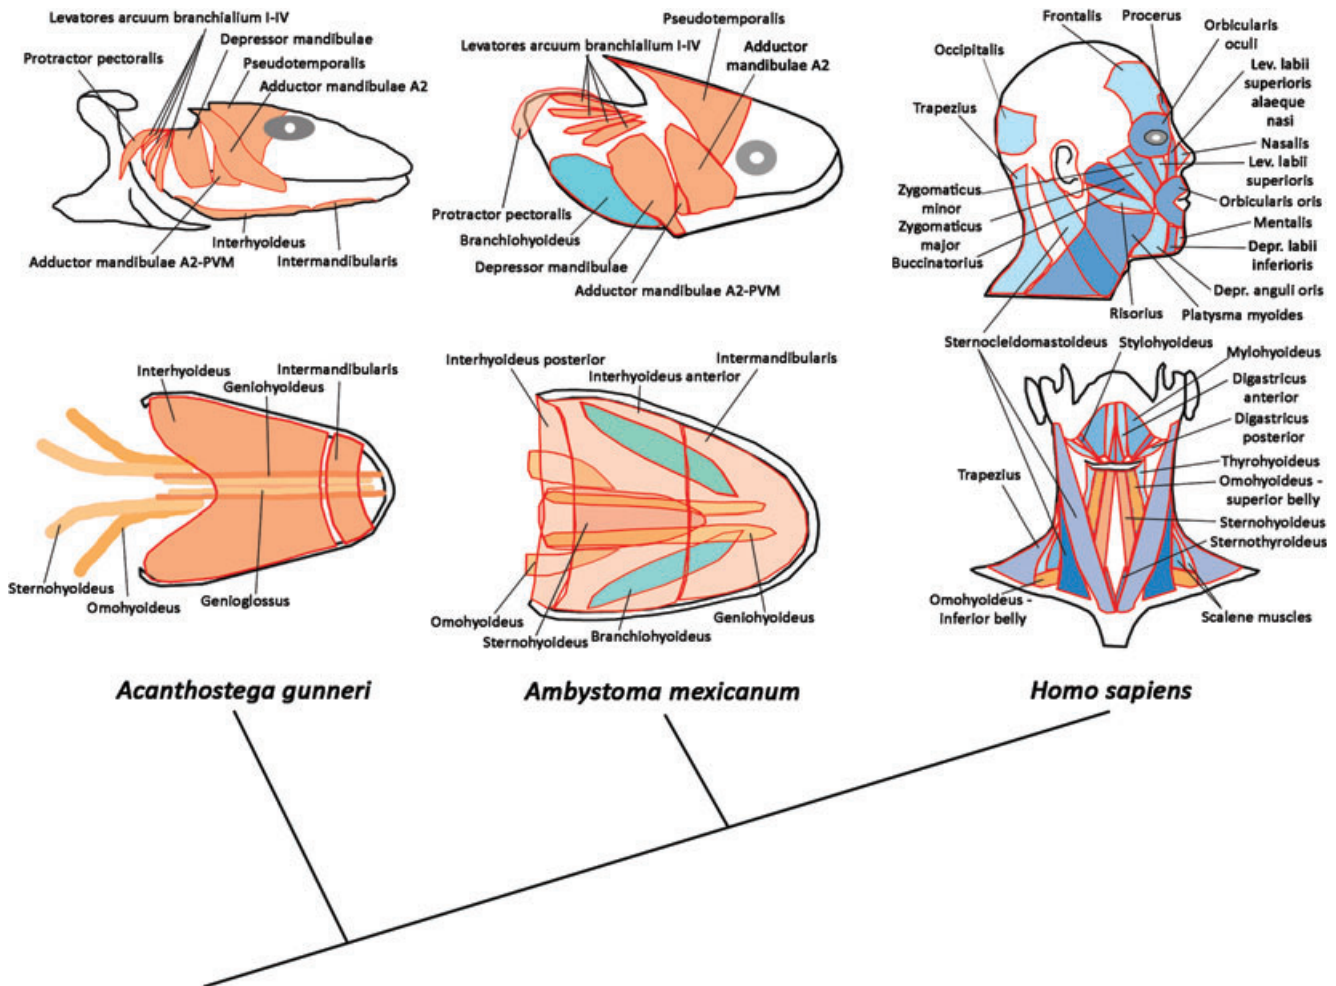 Levatores arcuum branchialium I-IV
Depressor mandibulae
Protractor pectoralis
Pseudotemporalis
Adductor mandibulae A2
Interhyoideus
Adductor mandibulae A2-PVM
Intermandibularis
Pseudotemporalis
Levatores arcuum branchialium I-IV
Adductor
mandibulae A2
Protractor pectoralis
Branchiohyoideus
Depressor mandibulae
Adductor mandibulae A2-PVM
Frontalis
Procerus
Orbicularis
oculi
Occipitalis
Lev. labii
superioris
alaeque
nasi
Trapezius
Nasalis
Lev. labii
superioris
Zygomaticus
minor
Orbicularis oris
Zygomaticus
major
Mentalis
Buccinatorius
Depr. labii
inferioris
Depr. anguli oris
Risorius
Platysma myoides
Interhyoideus
Intermandibularis
Geniohyoideus
Sternohyoideus
Omohyoideus
Genioglossus
Interhyoideus posterior
Intermandibularis
Interhyoideus anterior
Omohyoideus
Sternohyoideus
Branchiohyoideus
Geniohyoideus
Sternocleidomastoideus
Stylohyoideus
Mylohyoideus
Digastricus
anterior
Digastricus
posterior
Thyrohyoideus
Trapezius
Omohyoideus -
superior belly
Sternohyoideus
Sternothyroideus
Omohyoideus -
inferior belly
Scalene muscles
Acanthostega gunneri
Ambystoma mexicanum
Homo sapiens